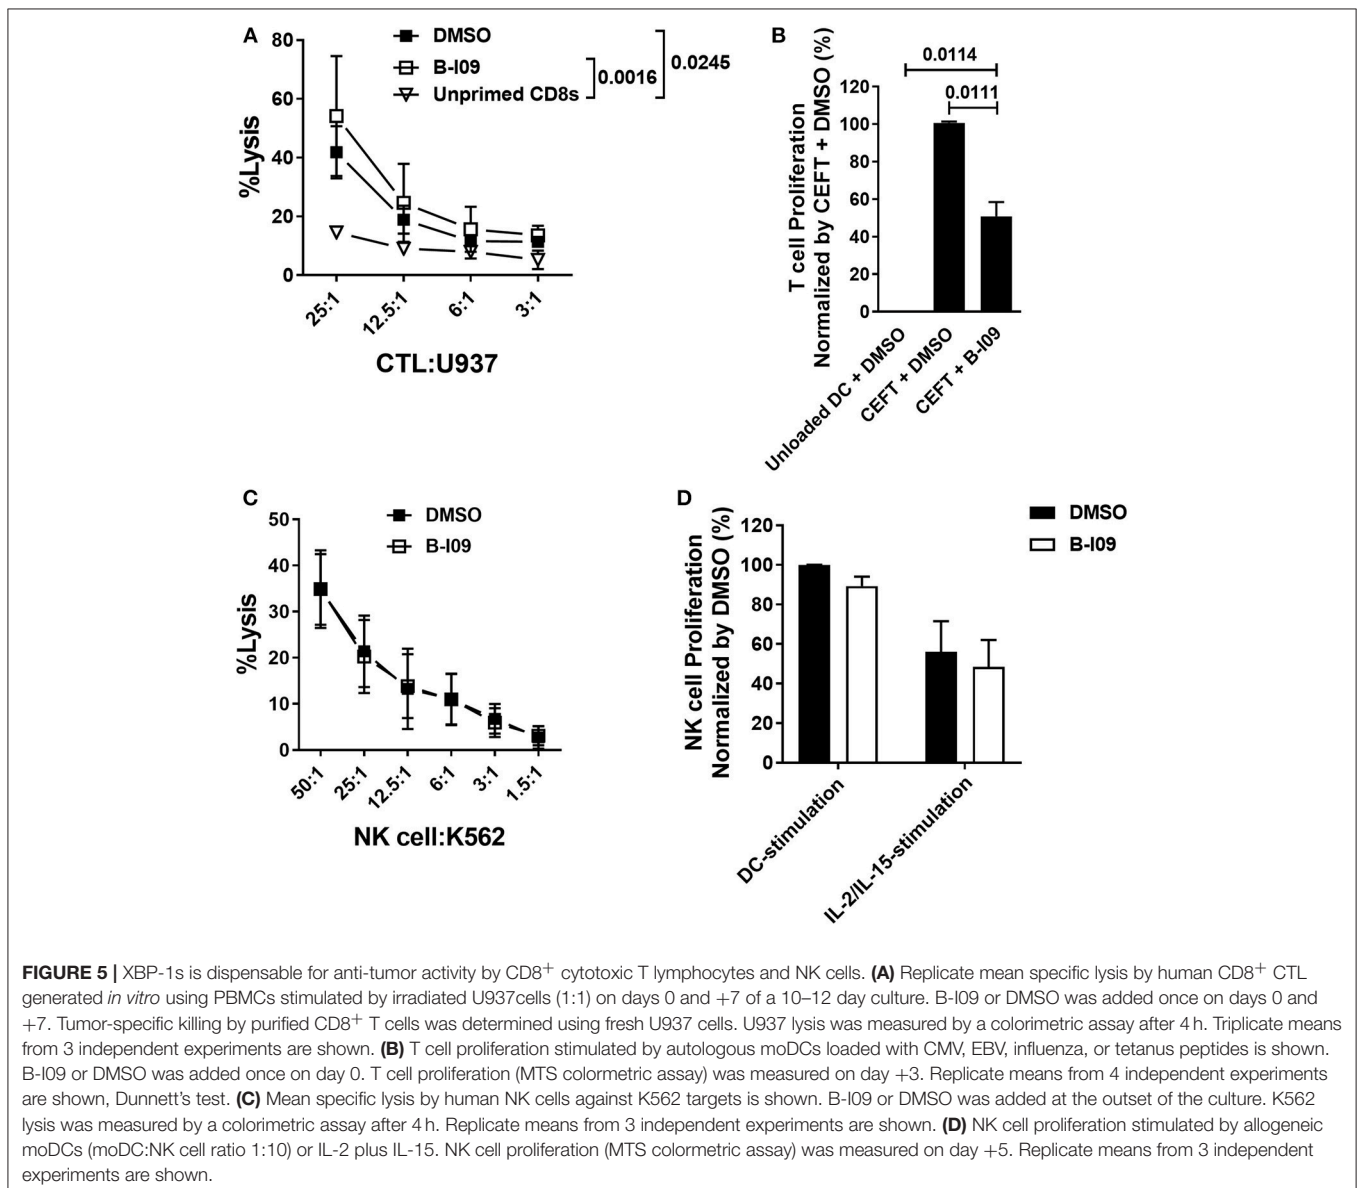 A
80
60
40
20
0
%Lysis
DMSO
B-I09
Unprimed CD8s
0.0016
0.0245
25:1
12.5:1
6:1
3:1
CTL:U937
B
T cell Proliferation
Normalized by CEFT + DMSO (%)
120
100
80
60
40
20
0
0.0114
0.0111
Unloaded DC + DMSO
CEFT + DMSO
CEFT + B-I09
C
50
40
30
20
10
0
%Lysis
DMSO
B-I09
50:1
25:1
12.5:1
6:1
3:1
1.5:1
NK cell:K562
D
NK cell Proliferation
Normalized by DMSO (%)
120
100
80
60
40
20
0
DMSO
B-I09
DC-stimulation
IL-2/IL-15-stimulation
FIGURE 5 | XBP-1s is dispensable for anti-tumor activity by CD8+ cytotoxic T lymphocytes and NK cells. (A) Replicate mean specific lysis by human CD8+ CTL
generated in vitro using PBMCs stimulated by irradiated U937cells (1:1) on days 0 and +7 of a 10–12 day culture. B-I09 or DMSO was added once on days 0 and
+7. Tumor-specific killing by purified CD8+ T cells was determined using fresh U937 cells. U937 lysis was measured by a colorimetric assay after 4 h. Triplicate means
from 3 independent experiments are shown. (B) T cell proliferation stimulated by autologous moDCs loaded with CMV, EBV, influenza, or tetanus peptides is shown.
B-I09 or DMSO was added once on day 0. T cell proliferation (MTS colormetric assay) was measured on day +3. Replicate means from 4 independent experiments
are shown, Dunnett's test. (C) Mean specific lysis by human NK cells against K562 targets is shown. B-I09 or DMSO was added at the outset of the culture. K562
lysis was measured by a colorimetric assay after 4 h. Replicate means from 3 independent experiments are shown. (D) NK cell proliferation stimulated by allogeneic
moDCs (moDC:NK cell ratio 1:10) or IL-2 plus IL-15. NK cell proliferation (MTS colormetric assay) was measured on day +5. Replicate means from 3 independent
experiments are shown.